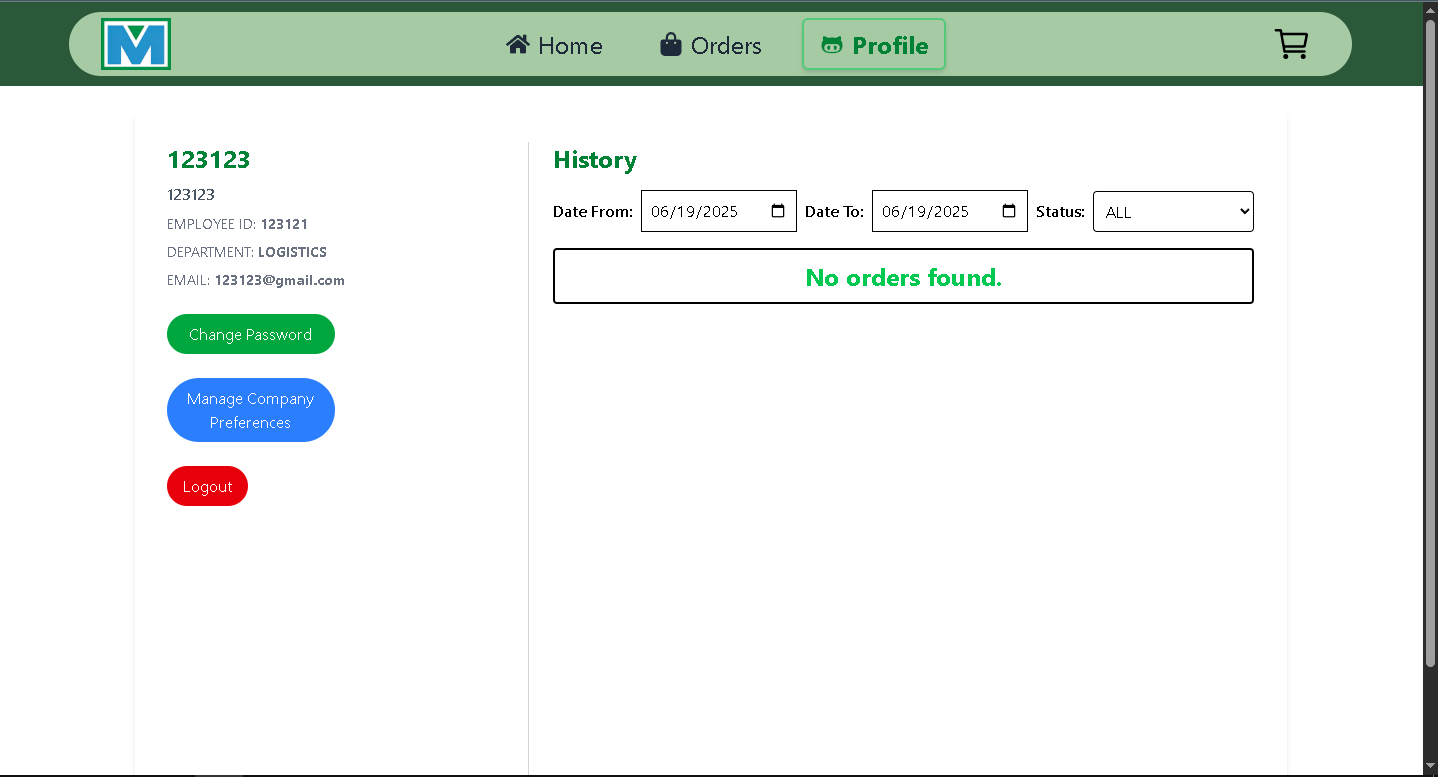 M
Home
Orders
Profile
123123
123123
EMPLOYEE ID: 123121
DEPARTMENT: LOGISTICS
EMAIL: 123123@gmail.com
Change Password
Manage Company
Preferences
Logout
History
Date From: 06/19/2025 Date To: 06/19/2025 Status: ALL
No orders found.